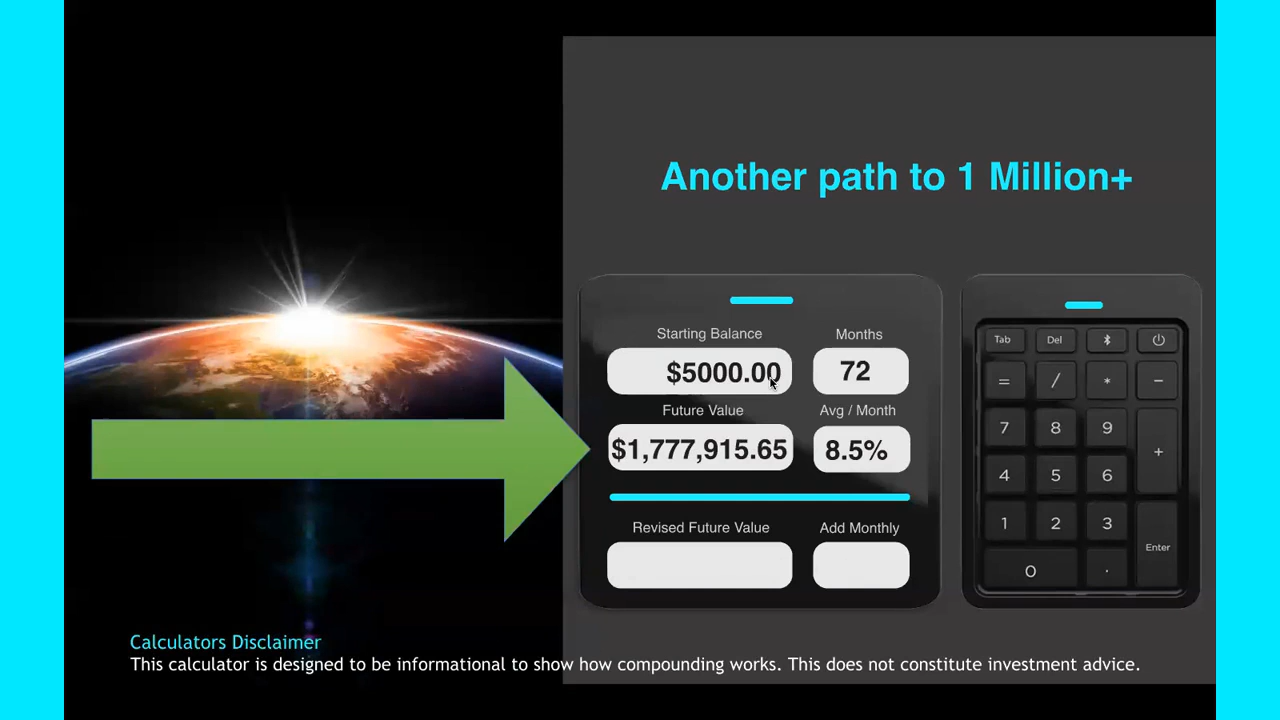 Another path to 1 Million+
Starting Balance
Months
$5000.00
72
Future Value
Avg / Month
$1,777,915.65
8.5%
Revised Future Value
Add Monthly
Tab Del
= / * −
7 8 9
+
4 5 6
1 2 3
Enter
0 .
Calculators Disclaimer
This calculator is designed to be informational to show how compounding works. This does not constitute investment advice.